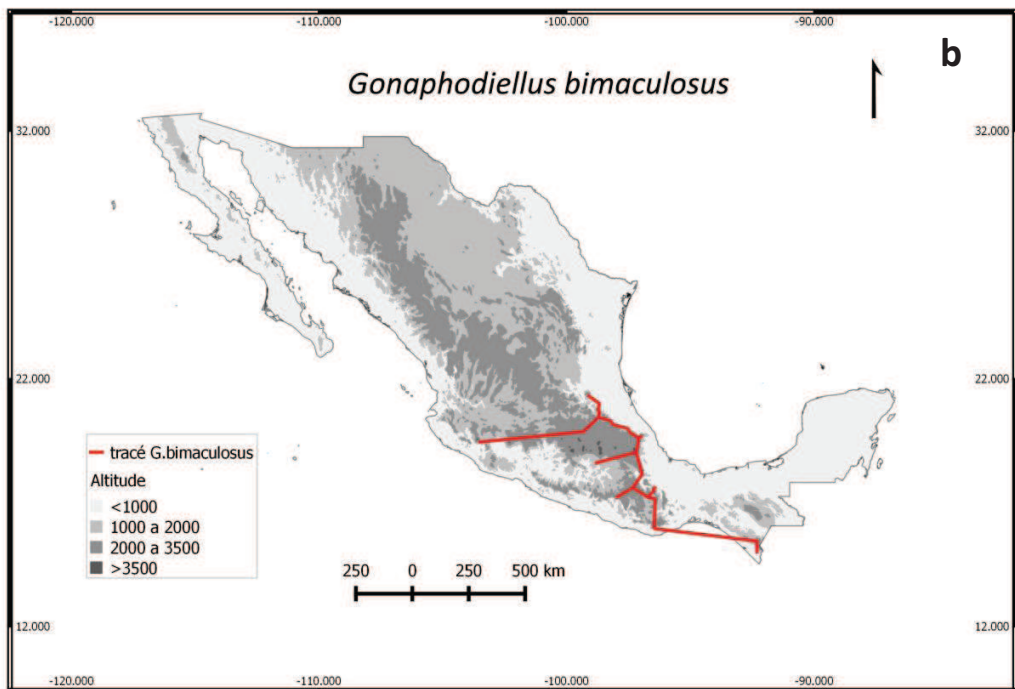 -120.000 -110.000 -100.000 -90.000
b
Gonaphodiellus bimaculosus
32.000 32.000
22.000 22.000
tracé G.bimaculosus
Altitude
<1000
1000 a 2000
2000 a 3500
>3500
250 0 250 500 km
12.000 12.000
-120.000 -110.000 -100.000 -90.000